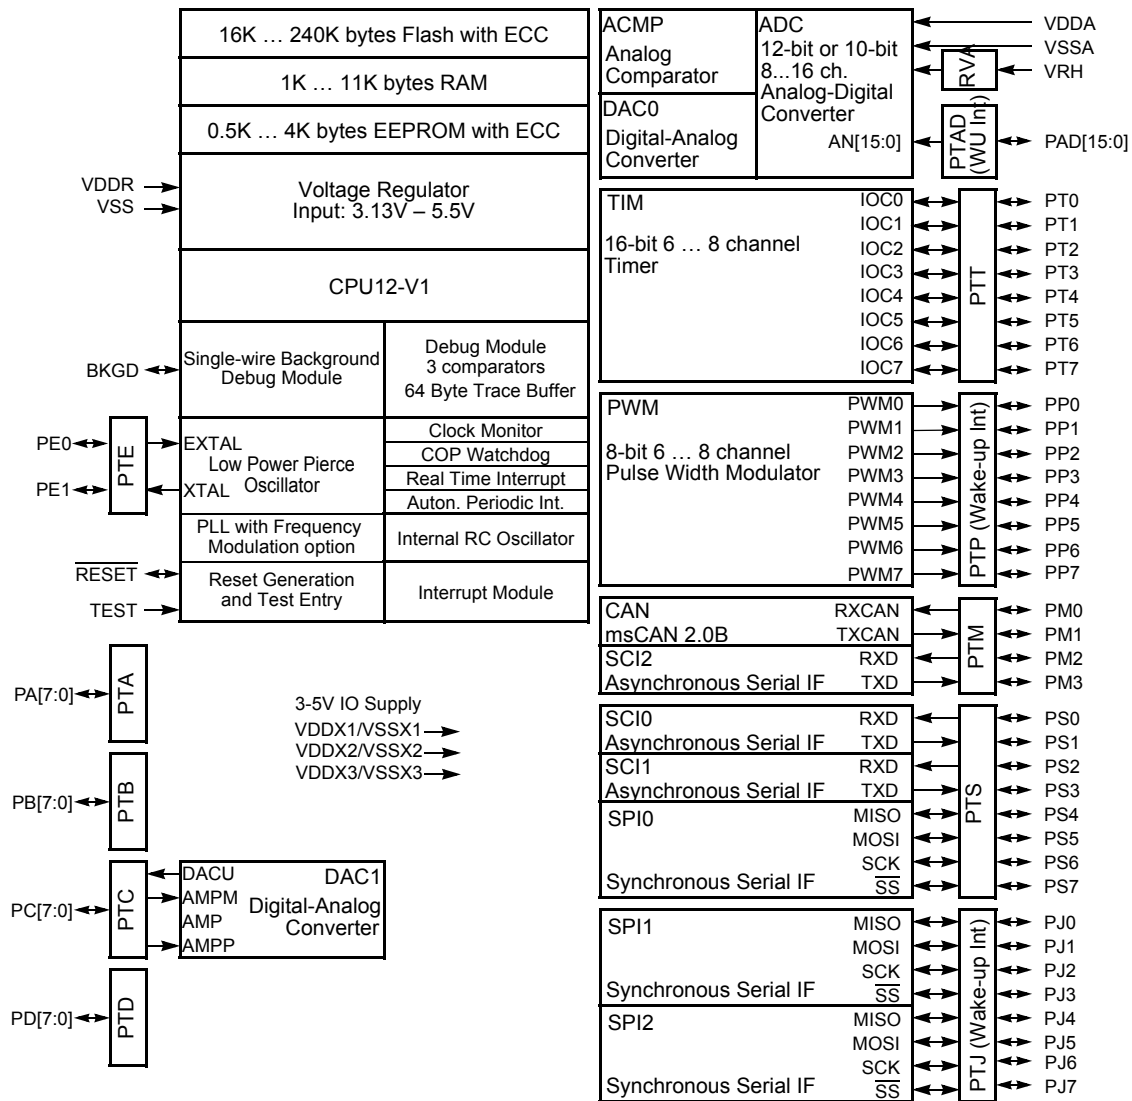 16K … 240K bytes Flash with ECC
1K … 11K bytes RAM
0.5K … 4K bytes EEPROM with ECC
VDDR
VSS
Voltage Regulator
Input: 3.13V – 5.5V
CPU12-V1
BKGD
Single-wire Background
Debug Module
Debug Module
3 comparators
64 Byte Trace Buffer
PE0
PE1
PTE
EXTAL
Low Power Pierce
Oscillator
XTAL
Clock Monitor
COP Watchdog
Real Time Interrupt
Auton. Periodic Int.
PLL with Frequency
Modulation option
Internal RC Oscillator
RESET
TEST
Reset Generation
and Test Entry
Interrupt Module
PA[7:0]
PTA
3-5V IO Supply
VDDX1/VSSX1
VDDX2/VSSX2
VDDX3/VSSX3
PB[7:0]
PTB
PC[7:0]
PTC
DACU
AMPM
AMP
AMPP
DAC1
Digital-Analog
Converter
PD[7:0]
PTD
ACMP
Analog
Comparator
DAC0
Digital-Analog
Converter
ADC
12-bit or 10-bit
8...16 ch.
Analog-Digital
Converter
AN[15:0]
RVA
PTAD
(WU Int)
VDDA
VSSA
VRH
PAD[15:0]
TIM
16-bit 6 … 8 channel
Timer
IOC0
IOC1
IOC2
IOC3
IOC4
IOC5
IOC6
IOC7
PTT
PT0
PT1
PT2
PT3
PT4
PT5
PT6
PT7
PWM
8-bit 6 … 8 channel
Pulse Width Modulator
PWM0
PWM1
PWM2
PWM3
PWM4
PWM5
PWM6
PWM7
PTP (Wake-up Int)
PP0
PP1
PP2
PP3
PP4
PP5
PP6
PP7
CAN
msCAN 2.0B
RXCAN
TXCAN
SCI2
Asynchronous Serial IF
RXD
TXD
PTM
PM0
PM1
PM2
PM3
SCI0
Asynchronous Serial IF
RXD
TXD
SCI1
Asynchronous Serial IF
RXD
TXD
SPI0
Synchronous Serial IF
MISO
MOSI
SCK
SS
PTS
PS0
PS1
PS2
PS3
PS4
PS5
PS6
PS7
SPI1
Synchronous Serial IF
MISO
MOSI
SCK
SS
SPI2
Synchronous Serial IF
MISO
MOSI
SCK
SS
PTJ (Wake-up Int)
PJ0
PJ1
PJ2
PJ3
PJ4
PJ5
PJ6
PJ7